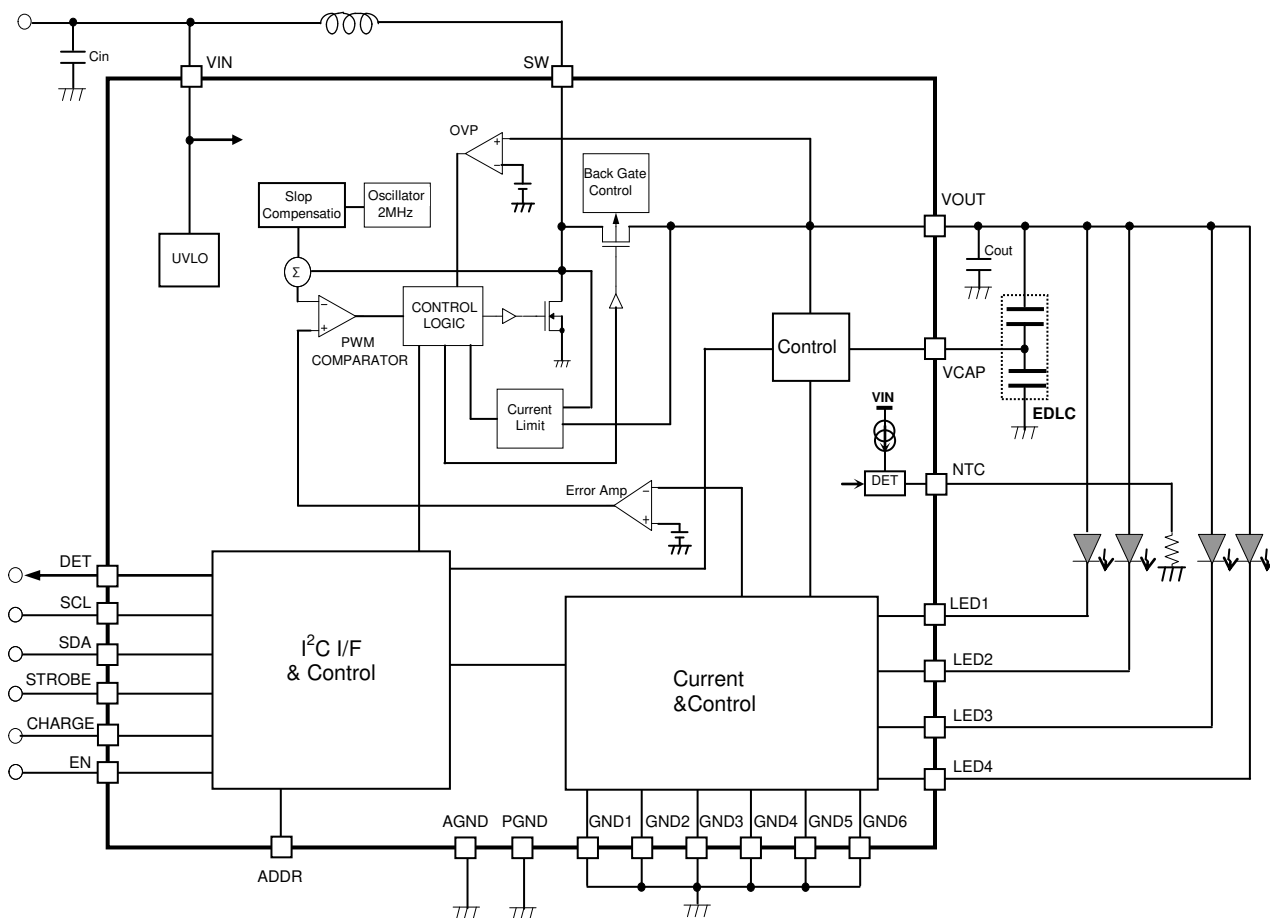 Cin
VIN
SW
OVP
+
−
Back Gate
Control
Slop
Compensatio
Oscillator
2MHz
VOUT
UVLO
Cout
Σ
−
+
CONTROL
LOGIC
PWM
COMPARATOR
Control
VCAP
EDLC
Current
Limit
VIN
DET
NTC
Error Amp
−
+
DET
SCL
SDA
STROBE
CHARGE
EN
I²C I/F
& Control
Current
&Control
LED1
LED2
LED3
LED4
AGND
PGND
GND1
GND2
GND3
GND4
GND5
GND6
ADDR